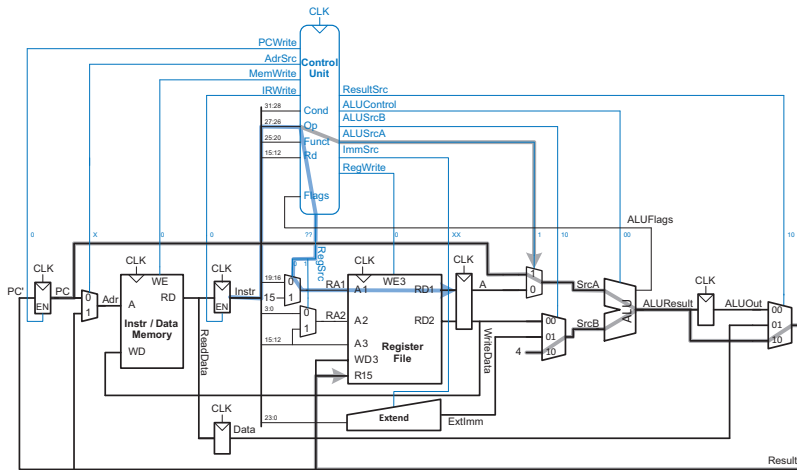 CLK
PCWrite
AdrSrc
MemWrite
IRWrite
Control
Unit
ResultSrc
ALUControl
ALUSrcB
ALUSrcA
ImmSrc
RegWrite
31:28
Cond
27:26
Op
25:20
Funct
15:12
Rd
Flags
ALUFlags
0
X
0
0
??
0
XX
1
10
00
10
RegSrc
CLK
CLK
CLK
CLK
CLK
CLK
PC'
PC
EN
0
1
Adr
WE
A
RD
Instr / Data
Memory
WD
ReadData
EN
Instr
19:16
15
3:0
15:12
23:0
0
1
0
1
0
1
RA1
RA2
A1
A2
A3
WD3
R15
WE3
RD1
RD2
Register
File
A
WriteData
1
0
SrcA
00
01
10
4
SrcB
ALU
ALUResult
ALUOut
00
01
10
Extend
ExtImm
CLK
Data
Result